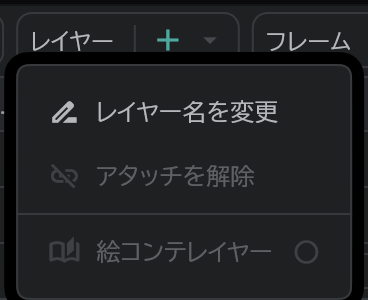 レイヤー
フレーム
レイヤー名を変更
アタッチを解除
絵コンテレイヤー